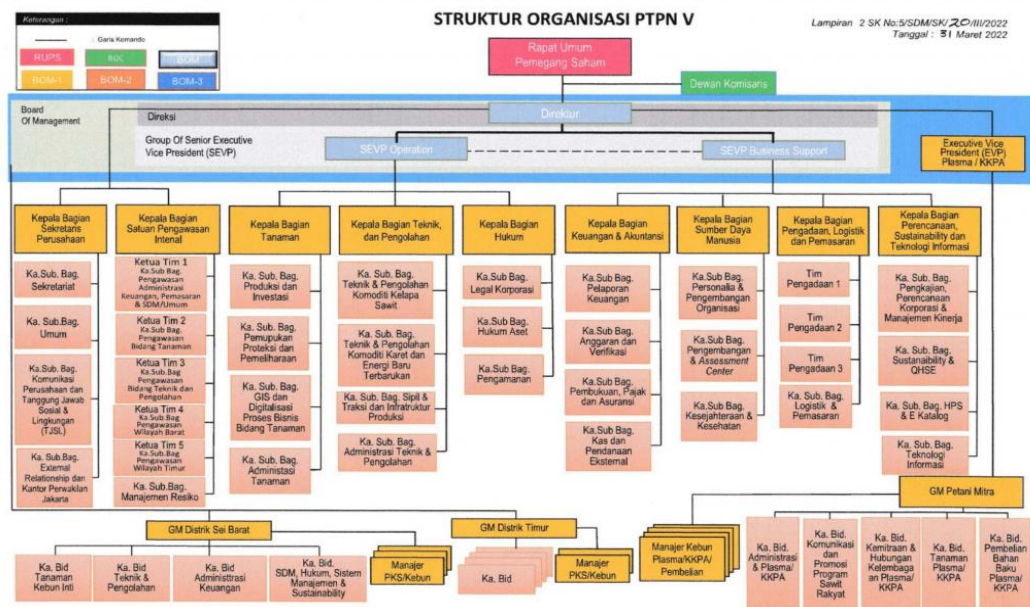 STRUKTUR ORGANISASI PTPN V
Lampiran 2 SK No:5/SDM/SK/20/III/2022
Tanggal : 31 Maret 2022
Keterangan :
: Garis Komando
RUPS
BOC
BOM
BOM-1
BOM-2
BOM-3
Rapat Umum
Pemegang Saham
Dewan Komisaris
Board
Of Management
Direksi
Direktur
Group Of Senior Executive
Vice President (SEVP)
SEVP Operation
SEVP Business Support
Executive Vice
President (EVP)
Plasma / KKPA
Kepala Bagian
Sekretaris
Perusahaan
Kepala Bagian
Satuan Pengawasan
Intenal
Kepala Bagian
Tanaman
Kepala Bagian Teknik,
dan Pengolahan
Kepala Bagian
Hukum
Kepala Bagian
Keuangan & Akuntansi
Kepala Bagian
Sumber Daya
Manusia
Kepala Bagian
Pengadaan, Logistik
dan Pemasaran
Kepala Bagian
Perencanaan,
Sustainability dan
Teknologi Informasi
Ka.Sub. Bag.
Sekretariat
Ka. Sub.Bag.
Umum
Ka. Sub.Bag.
Komunikasi
Perusahaan dan
Tanggung Jawab
Sosial &
Lingkungan
(TJSL)
Ka. Sub.Bag.
External
Relationship dan
Kantor Perwakilan
Jakarta
Ketua Tim 1
Ka.Sub Bag.
Pengawasan
Administrasi
Keuangan, Pemasaran
& SDM/Umum
Ketua Tim 2
Ka.Sub Bag.
Pengawasan
Bidang Tanaman
Ketua Tim 3
Ka.Sub.Bag
Pengawasan
Bidang Teknik dan
Pengolahan
Ketua Tim 4
Ka.Sub.Bag
Pengawasan
Wilayah Barat
Ketua Tim 5
Ka.Sub.Bag
Pengawasan
Wilayah Timur
Ka. Sub.Bag.
Manajemen Resiko
Ka. Sub, Bag,
Produksi dan
Investasi
Ka. Sub. Bag.
Pemupukan
Proteksi dan
Pemeliharaan
Ka. Sub. Bag.
GIS dan
Digitalisasi
Proses Bisnis
Bidang Tanaman
Ka. Sub, Bag.
Administasi
Tanaman
Ka. Sub. Bag.
Teknik & Pengolahan
Komoditi Kelapa
Sawit
Ka. Sub, Bag.
Teknik & Pengolahan
Komoditi Karet dan
Energi Baru
Terbarukan
Ka. Sub. Bag. Sipil &
Traksi dan Infratruktur
Produksi
Ka. Sub, Bag.
Administrasi Teknik &
Pengolahan
Ka. Sub, Bag.
Legal Korporasi
Ka.Sub. Bag.
Hukum Aset
Ka.Sub. Bag.
Pengamanan
Ka. Sub. Bag.
Pelaporan
Keuangan
Ka.Sub. Bag.
Anggaran dan
Verifikasi
Ka.Sub Bag.
Pembukuan, Pajak
dan Asuransi
Ka.Sub. Bag.
Kas dan
Pendanaan
Eksternal
Ka. Sub. Bag.
Personalia &
Pengembangan
Organisasi
Ka.Sub, Bag.
Pengembangan
& Assessment
Center
Ka.Sub Bag.
Kesejahteraan &
Kesehatan
Tim
Pengadaan 1
Tim
Pengadaan 2
Tim
Pengadaan 3
Ka, Sub, Bag.
Logistik &
Pemasaran
Ka.Sub, Bag,
Pengkajian,
Perencanaan
Korporasi &
Manajemen Kinerja
Ka.Sub, Bag.
Sustanaibility &
QHSE
Ka. Sub, Bag. HPS
& E Katalog
Ka, Sub, Bag,
Teknologi
Informasi
GM Petani Mitra
GM Distrik Sei Barat
GM Distrik Timur
Manajer
PKS/Kebun
Manajer
PKS/Kebun
Manajer Kebun
Plasma/KKPA/
Pembelian
Ka. Bid
Tanaman
Kebun Inti
Ka. Bid
Teknik &
Pengolahan
Ka. Bid
Administtrasi
Keuangan
Ka. Bid.
SDM, Hukum, Sistem
Manajemen &
Sustainability
Ka. Bid
Ka. Bid.
Administrasi
& Plasma/
KKPA
Ka. Bid.
Komunikasi
dan
Promosi
Program
Sawit
Rakyat
Ka. Bid.
Kemitraan &
Hubungan
Kelembaga
an Plasma/
KKPA
Ka. Bid.
Tanaman
Plasma/
KKPA
Ka. Bid.
Pembelian
Bahan
Baku
Plasma/
KKPA